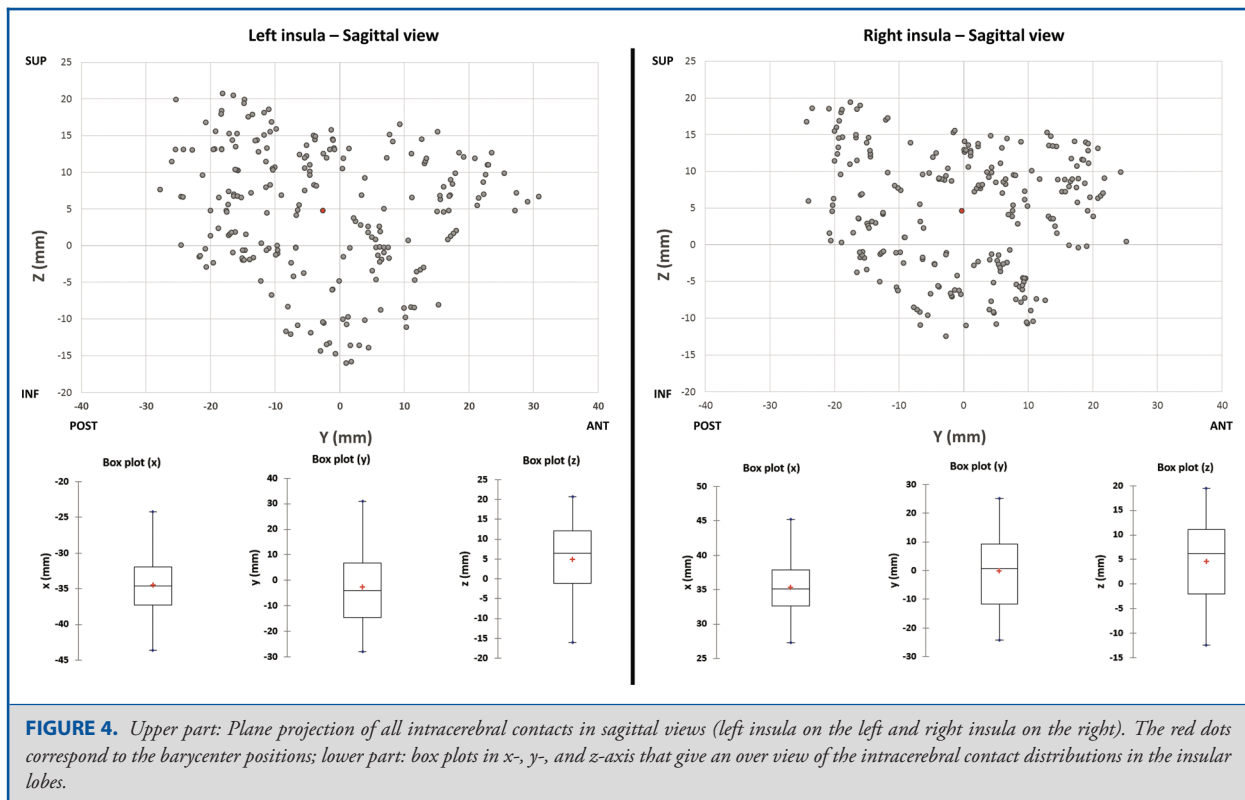 Left insula – Sagittal view
SUP
25
20
15
10
5
0
-5
-10
-15
-20
INF
Z (mm)
-40
-30
-20
-10
0
10
20
30
40
POST
ANT
Y (mm)
Right insula – Sagittal view
SUP
25
20
15
10
5
0
-5
-10
-15
-20
INF
Z (mm)
-40
-30
-20
-10
0
10
20
30
40
POST
ANT
Y (mm)
Box plot (x)
-20
-25
-30
-35
-40
-45
x (mm)
Box plot (y)
40
30
20
10
0
-10
-20
-30
y (mm)
Box plot (z)
25
20
15
10
5
0
-5
-10
-15
-20
z (mm)
Box plot (x)
50
45
40
35
30
25
x (mm)
Box plot (y)
30
20
10
0
-10
-20
-30
y (mm)
Box plot (z)
20
15
10
5
0
-5
-10
-15
z (mm)
FIGURE 4. Upper part: Plane projection of all intracerebral contacts in sagittal views (left insula on the left and right insula on the right). The red dots
correspond to the barycenter positions; lower part: box plots in x-, y-, and z-axis that give an over view of the intracerebral contact distributions in the insular
lobes.